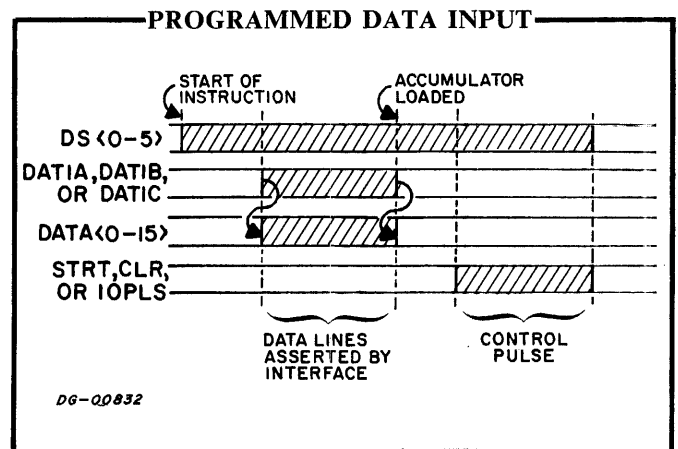 PROGRAMMED DATA INPUT
START OF
INSTRUCTION
ACCUMULATOR
LOADED
DS<0-5>
DATIA, DATIB,
OR DATIC
DATA<0-15>
STRT, CLR,
OR IOPLS
DATA LINES
ASSERTED BY
INTERFACE
CONTROL
PULSE
DG-00832